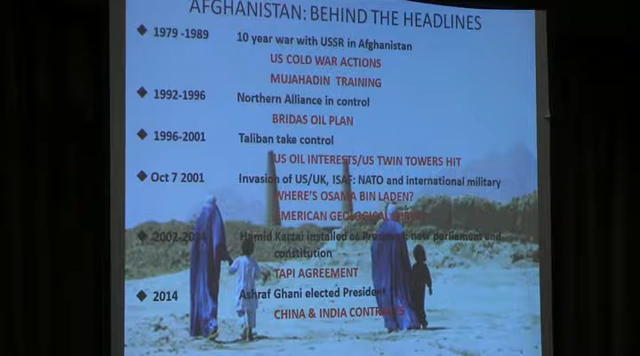 AFGHANISTAN: BEHIND THE HEADLINES
❖ 1979 -1989 10 year war with USSR in Afghanistan
US COLD WAR ACTIONS
MUJAHADIN TRAINING
❖ 1992-1996 Northern Alliance in control
BRIDAS OIL PLAN
❖ 1996-2001 Taliban take control
US OIL INTERESTS/US TWIN TOWERS HIT
❖ Oct 7 2001 Invasion of US/UK, ISAF: NATO and international military
WHERE'S OSAMA BIN LADEN?
AMERICAN GEOLOGICAL
❖ 2002-2014 Hamid Karzai installed as President: new parliament and
constitution
TAPI AGREEMENT
❖ 2014 Ashraf Ghani elected President
CHINA & INDIA CONTRACTS